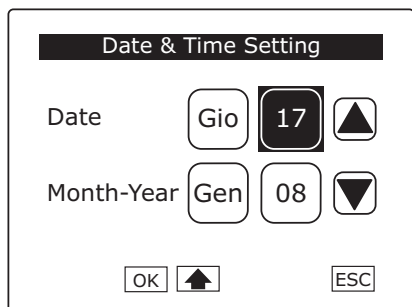 Date & Time Setting
Date Gio 17
Month-Year Gen 08
OK ESC